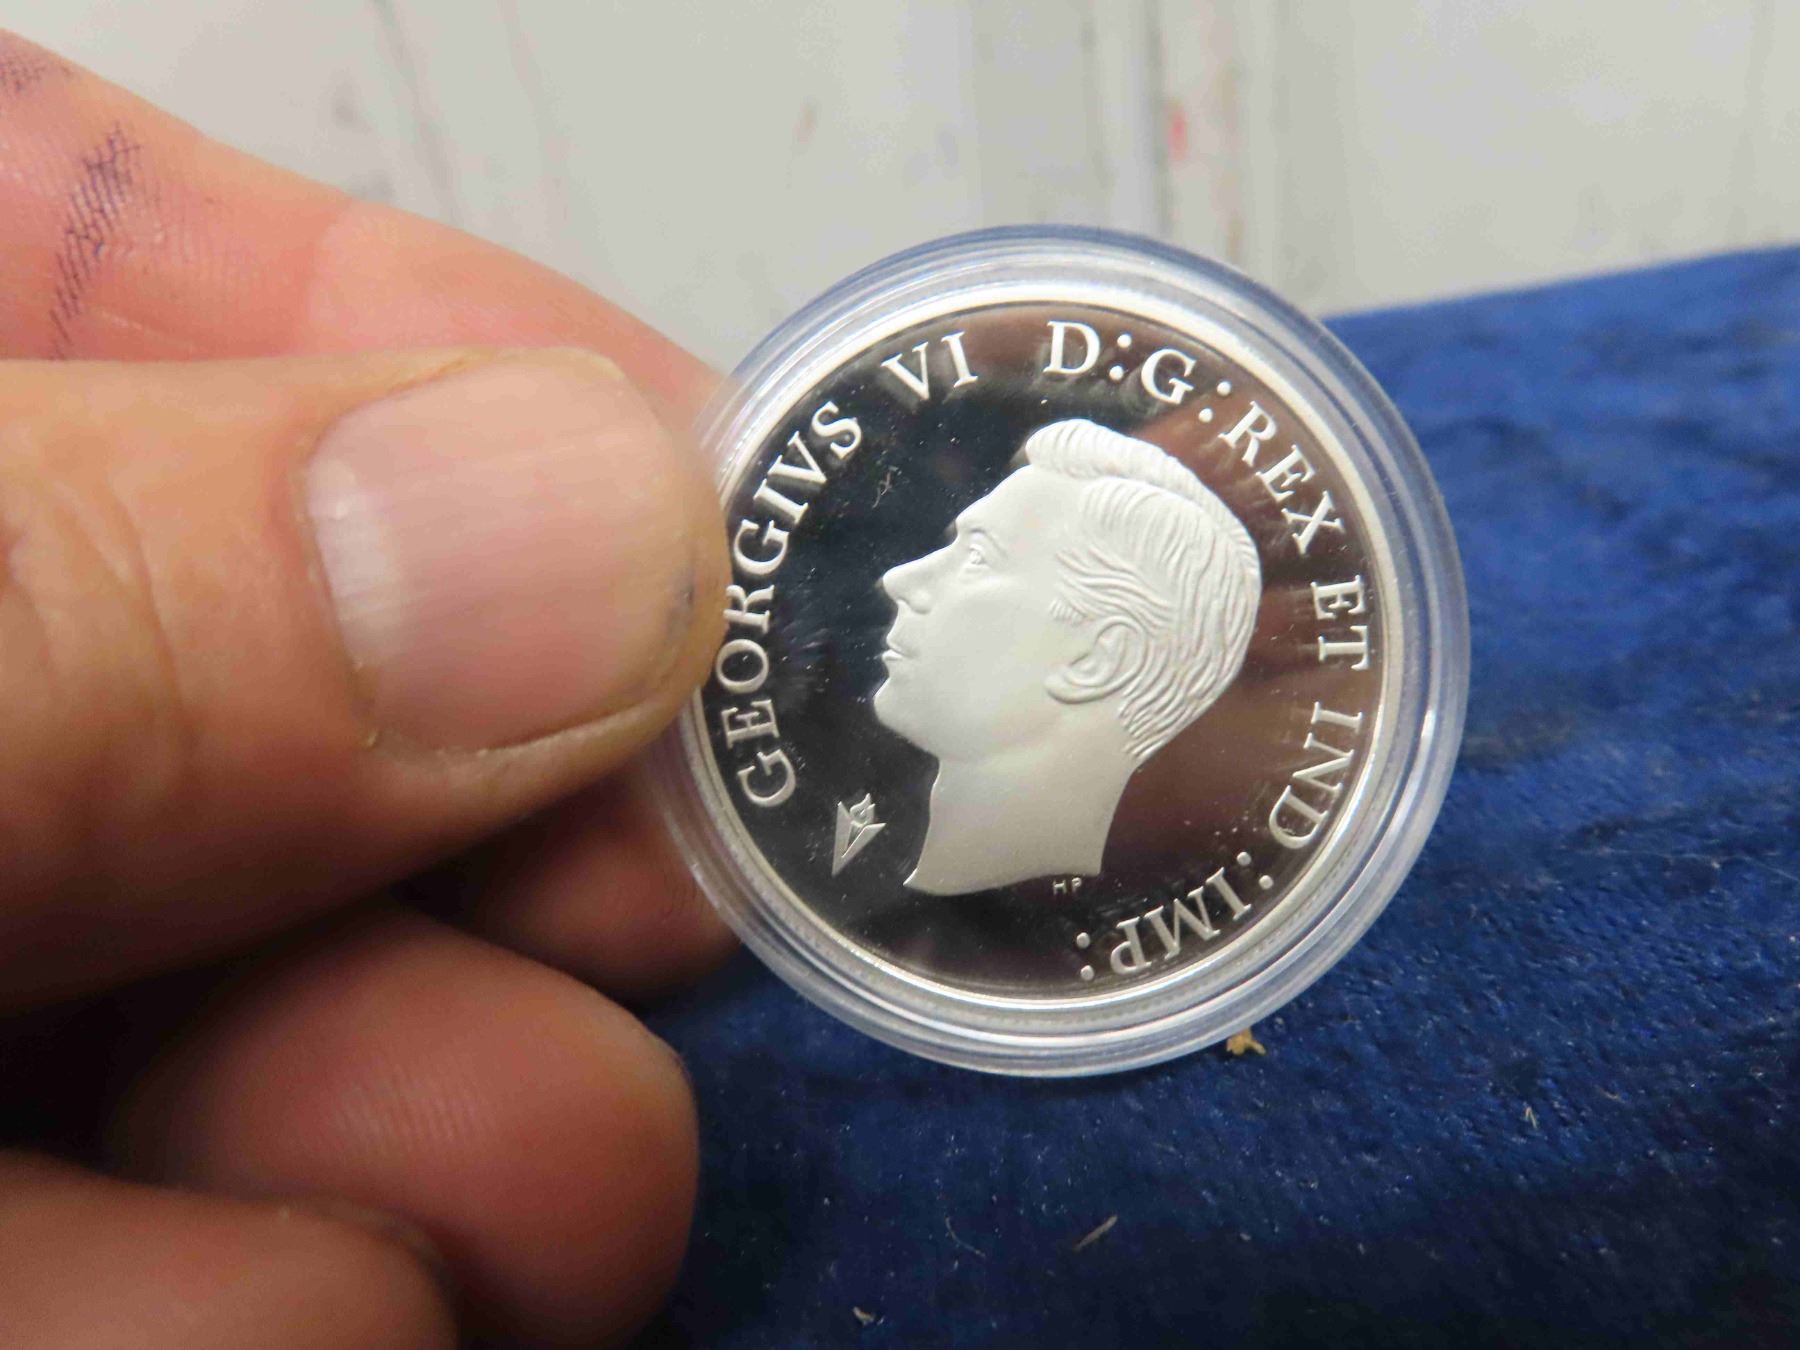 GEORGIVS VI D:G:REX ET IND:IMP:
HP